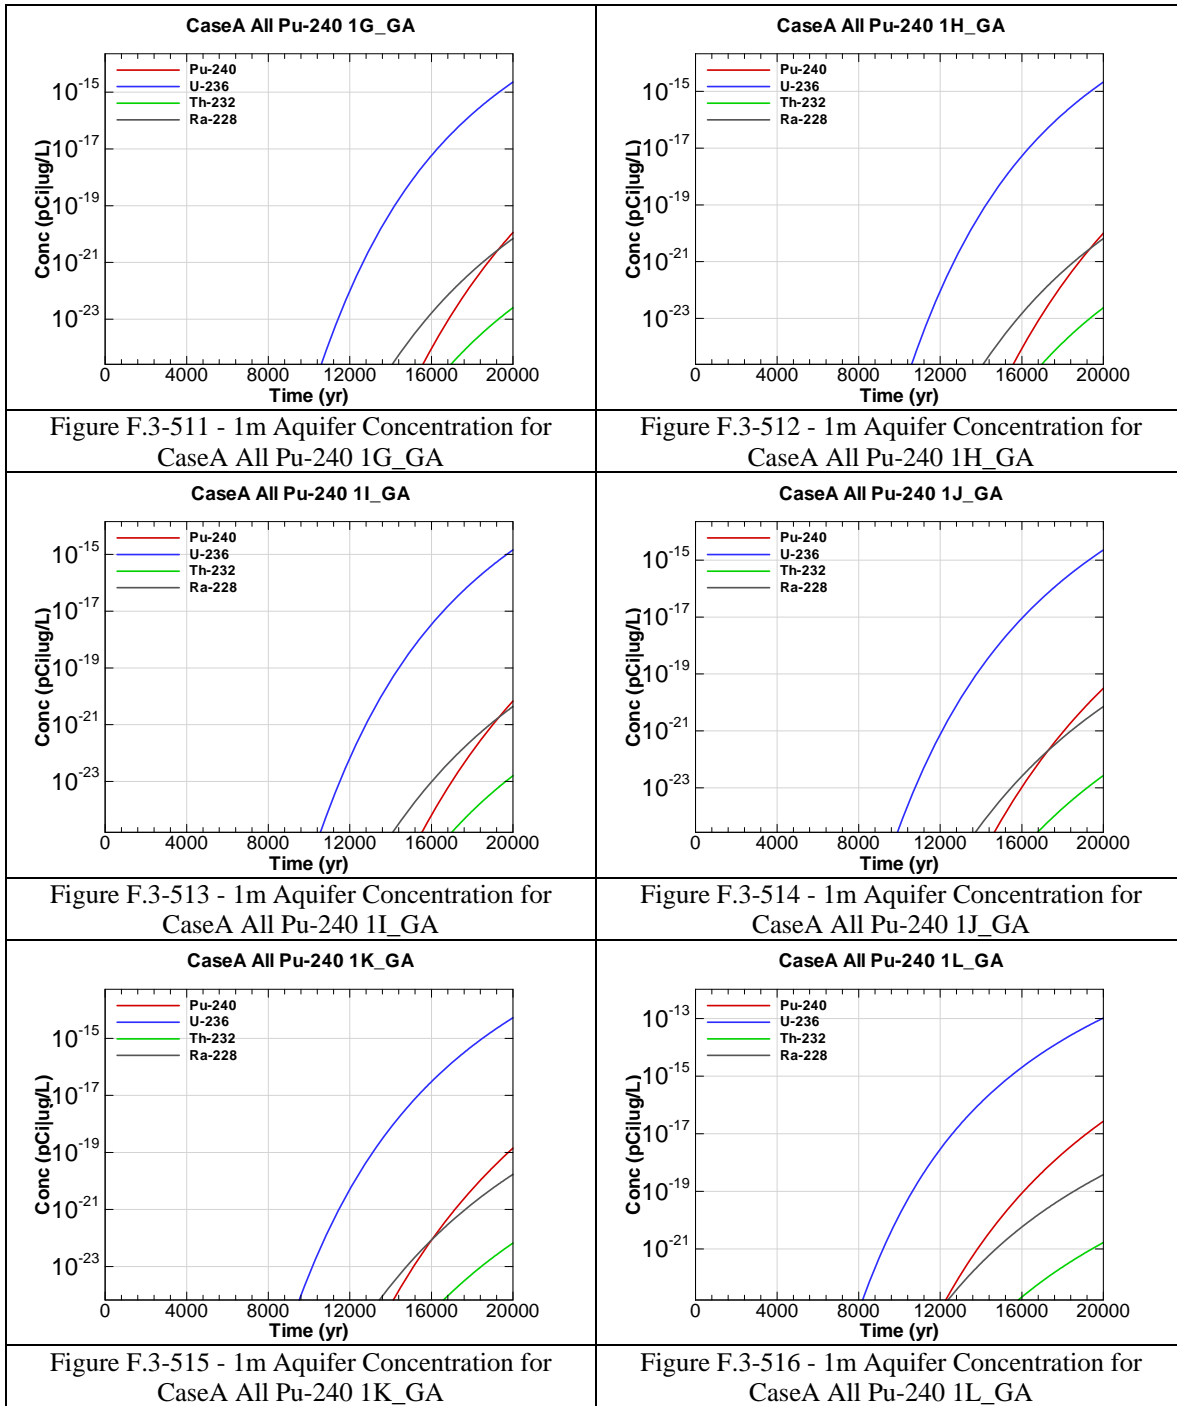 CaseA All Pu-240 1G_GA
Conc (pCi|ug/L)
Pu-240
U-236
Th-232
Ra-228
10-15
10-17
10-19
10-21
10-23
0 4000 8000 12000 16000 20000
Time (yr)
Figure F.3-511 - 1m Aquifer Concentration for
CaseA All Pu-240 1G_GA
CaseA All Pu-240 1H_GA
Conc (pCi|ug/L)
Pu-240
U-236
Th-232
Ra-228
10-15
10-17
10-19
10-21
10-23
0 4000 8000 12000 16000 20000
Time (yr)
Figure F.3-512 - 1m Aquifer Concentration for
CaseA All Pu-240 1H_GA
CaseA All Pu-240 1I_GA
Conc (pCi|ug/L)
Pu-240
U-236
Th-232
Ra-228
10-15
10-17
10-19
10-21
10-23
0 4000 8000 12000 16000 20000
Time (yr)
Figure F.3-513 - 1m Aquifer Concentration for
CaseA All Pu-240 1I_GA
CaseA All Pu-240 1J_GA
Conc (pCi|ug/L)
Pu-240
U-236
Th-232
Ra-228
10-15
10-17
10-19
10-21
10-23
0 4000 8000 12000 16000 20000
Time (yr)
Figure F.3-514 - 1m Aquifer Concentration for
CaseA All Pu-240 1J_GA
CaseA All Pu-240 1K_GA
Conc (pCi|ug/L)
Pu-240
U-236
Th-232
Ra-228
10-15
10-17
10-19
10-21
10-23
0 4000 8000 12000 16000 20000
Time (yr)
Figure F.3-515 - 1m Aquifer Concentration for
CaseA All Pu-240 1K_GA
CaseA All Pu-240 1L_GA
Conc (pCi|ug/L)
Pu-240
U-236
Th-232
Ra-228
10-13
10-15
10-17
10-19
10-21
0 4000 8000 12000 16000 20000
Time (yr)
Figure F.3-516 - 1m Aquifer Concentration for
CaseA All Pu-240 1L_GA